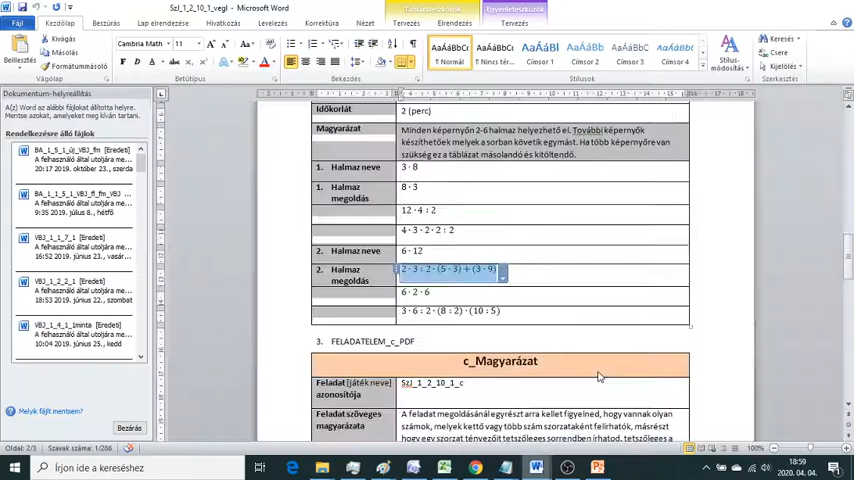 SzJ_1_2_10_1_vegl - Microsoft Word
Táblázateszközök
Egyenleteszközök
Fájl Kezdőlap Beszúrás Lap elrendezése Hivatkozás Levelezés Korrektúra Nézet Tervezés Elrendezés Tervezés
Beillesztés
Kivágás
Másolás
Formátummásoló
Cambria Math 11
AaBbCcDc AaBbCcDc AaBbCc AaBbCc AaBbCcD AaBbCcD
¶ Normál ¶ Nincs tér... Címsor 1 Címsor 2 Címsor 3 Címsor 4
Stílus-módosítás
Keresés
Csere
Kijelölés
Vágólap Betűtípus Bekezdés Stílusok Szerkesztés
Dokumentum-helyreállítás
A(z) Word az alábbi fájlokat állította helyre.
Mentse a megőrizni kívántakat.
Rendelkezésre álló fájlok
BA_1_5_1_új_VBJ_fm [Eredeti]
A felhasználó által utoljára me...
20:17 2019. október 23., szerda
BA_1_1_5_1_VBJ_fl_fm_VBJ ...
A felhasználó által utoljára me...
9:35 2019. július 8., hétfő
VBJ_1_1_7_1 [Eredeti]
A felhasználó által utoljára me...
16:52 2019. június 23., vasár...
VBJ_1_2_2_1 [Eredeti]
A felhasználó által utoljára me...
18:53 2019. június 22., szombat
VBJ_1_4_1_1minta [Eredeti]
A felhasználó által utoljára me...
10:04 2019. június 25., kedd
Melyik fájlt mentsem?
Bezárás
Időkorlát 2 (perc)
Magyarázat Minden képernyőn 2-6 halmaz helyezhető el. További képernyők
készíthetőek melyek a sorban követik egymást. Ha több képernyőre van
szükség ez a táblázat másolandó és kitöltendő.
1. Halmaz neve 3 · 8
1. Halmaz megoldás 8 · 3
12 · 4 : 2
4 · 3 · 2 · 2 : 2
2. Halmaz neve 6 · 12
2. Halmaz megoldás 2 · 3 : 2 · (5 · 3) + (3 · 9)
6 · 2 · 6
3 · 6 : 2 · (8 : 2) · (10 : 5)
3. FELADATELEM_c_PDF
c_Magyarázat
Feladat [játék neve] azonosítója SzJ_1_2_10_1_c
Feladat szöveges magyarázata A feladat megoldásánál egyrészt arra kellet figyelned, hogy vannak olyan
számok, melyek kettő vagy több szám szorzataként felírhatók, másrészt
hogy egy szorzat tényezőit tetszőleges sorrendben írhatod, tetszőleges a
Oldal: 2/3 Szavak száma: 1/286 100%
Írjon ide a kereséshez
18:59
2020. 04. 04.